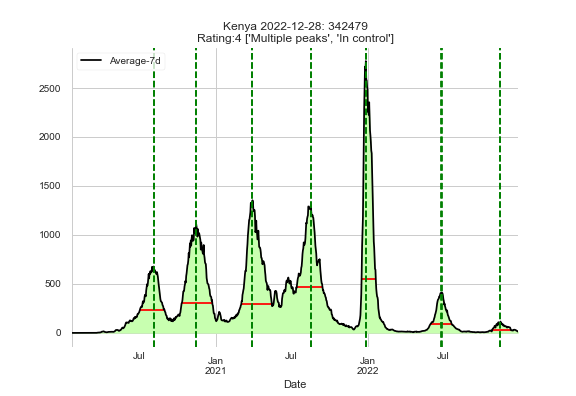 Kenya 2022-12-28: 342479
Rating:4 ['Multiple peaks', 'In control']
Average-7d
2500
2000
1500
1000
500
0
Jul
Jan
2021
Jul
Jan
2022
Jul
Date